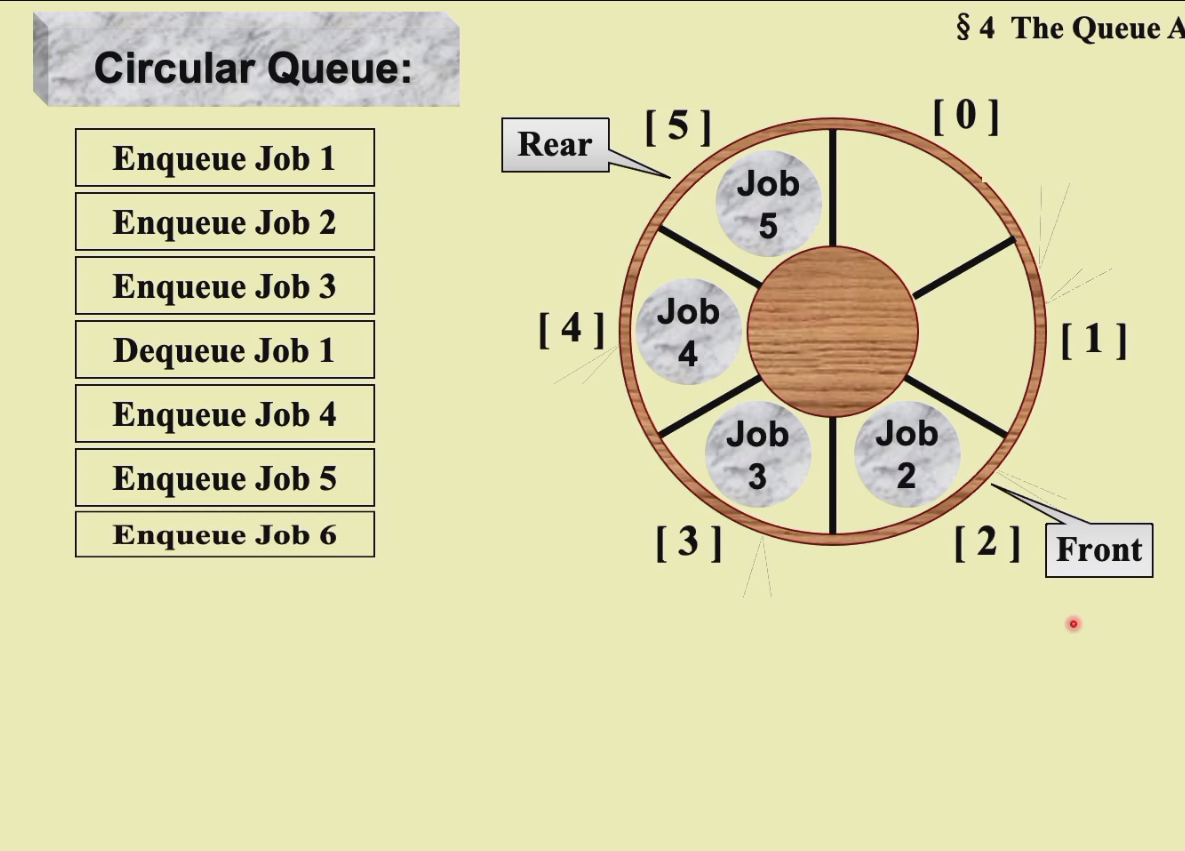 § 4 The Queue A
Circular Queue:
Enqueue Job 1
Enqueue Job 2
Enqueue Job 3
Dequeue Job 1
Enqueue Job 4
Enqueue Job 5
Enqueue Job 6
Rear
[ 5 ]
[ 0 ]
Job
5
[ 4 ]
Job
4
[ 1 ]
Job
3
Job
2
[ 3 ]
[ 2 ]
Front